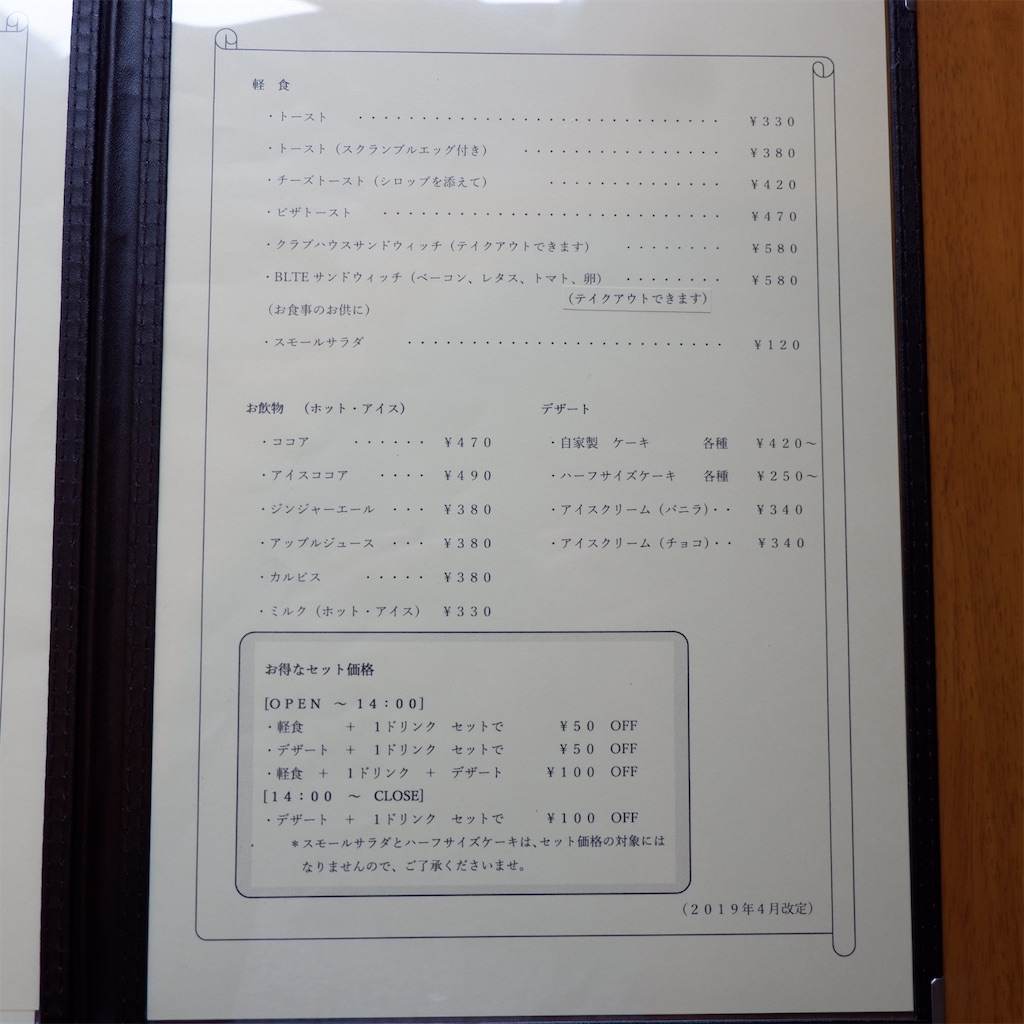 軽 食
・トースト ・・・・・・・・・・・・・・・・・・・・・・・・・・・・・ ¥330
・トースト（スクランブルエッグ付き） ・・・・・・・・・・・・・・・・ ¥380
・チーズトースト（シロップを添えて） ・・・・・・・・・・・・・・ ¥420
・ピザトースト ・・・・・・・・・・・・・・・・・・・・・・・・・・・ ¥470
・クラブハウスサンドウィッチ（テイクアウトできます） ・・・・・・・・ ¥580
・BLTEサンドウィッチ（ベーコン、レタス、トマト、卵） ・・・・・・・・ ¥580
（テイクアウトできます）
（お食事のお供に）
・スモールサラダ ・・・・・・・・・・・・・・・・・・・・・・・・・ ¥120
お飲物 （ホット・アイス）
・ココア ・・・・・・ ¥470
・アイスココア ・・・・ ¥490
・ジンジャーエール ・・・ ¥380
・アップルジュース ・・・ ¥380
・カルピス ・・・・・ ¥380
・ミルク（ホット・アイス） ¥330
デザート
・自家製 ケーキ 各種 ¥420～
・ハーフサイズケーキ 各種 ¥250～
・アイスクリーム（バニラ）・・ ¥340
・アイスクリーム（チョコ）・・ ¥340
お得なセット価格
[OPEN ～ 14：00]
・軽食 ＋ 1ドリンク セットで ¥50 OFF
・デザート ＋ 1ドリンク セットで ¥50 OFF
・軽食 ＋ 1ドリンク ＋ デザート ¥100 OFF
[14：00 ～ CLOSE]
・デザート ＋ 1ドリンク セットで ¥100 OFF
＊スモールサラダとハーフサイズケーキは、セット価格の対象には
なりませんので、ご了承くださいませ。
（2019年4月改定）